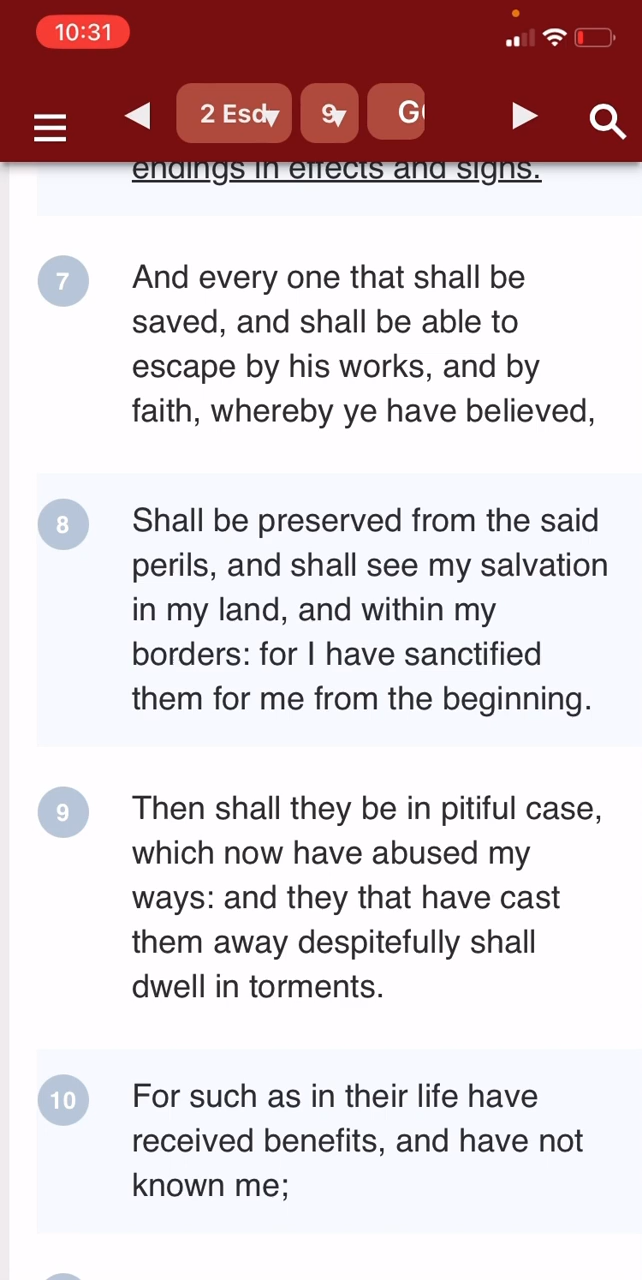 10:31
2 Esd 9 G
endings in effects and signs.
7
And every one that shall be
saved, and shall be able to
escape by his works, and by
faith, whereby ye have believed,
8
Shall be preserved from the said
perils, and shall see my salvation
in my land, and within my
borders: for I have sanctified
them for me from the beginning.
9
Then shall they be in pitiful case,
which now have abused my
ways: and they that have cast
them away despitefully shall
dwell in torments.
10
For such as in their life have
received benefits, and have not
known me;